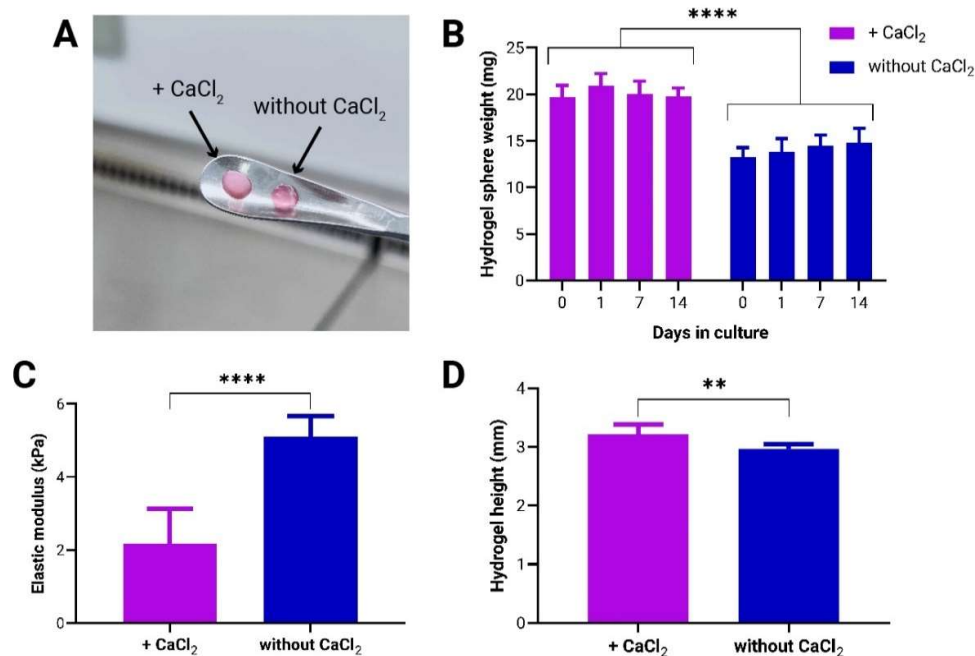 A
+ CaCl₂
without CaCl₂
B
****
+ CaCl₂
without CaCl₂
Hydrogel sphere weight (mg)
25
20
15
10
5
0
0 1 7 14 0 1 7 14
Days in culture
C
****
Elastic modulus (kPa)
6
4
2
0
+ CaCl₂ without CaCl₂
D
**
Hydrogel height (mm)
4
3
2
1
0
+ CaCl₂ without CaCl₂